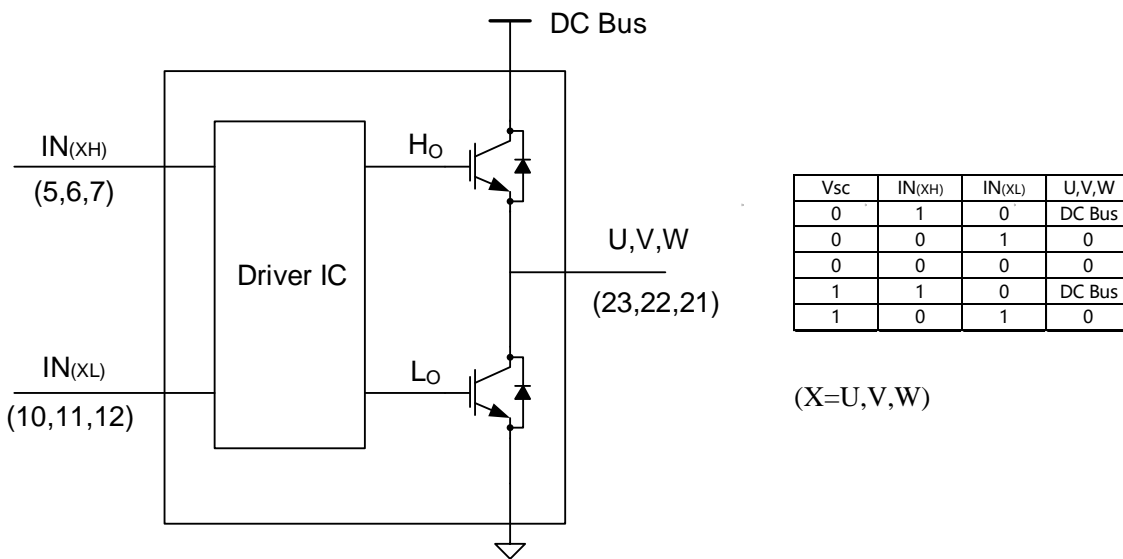 DC Bus
IN(XH)
(5,6,7)
HO
Driver IC
U,V,W
(23,22,21)
IN(XL)
(10,11,12)
LO
Vsc IN(XH) IN(XL) U,V,W
0 1 0 DC Bus
0 0 1 0
0 0 0 0
1 1 0 DC Bus
1 0 1 0
(X=U,V,W)